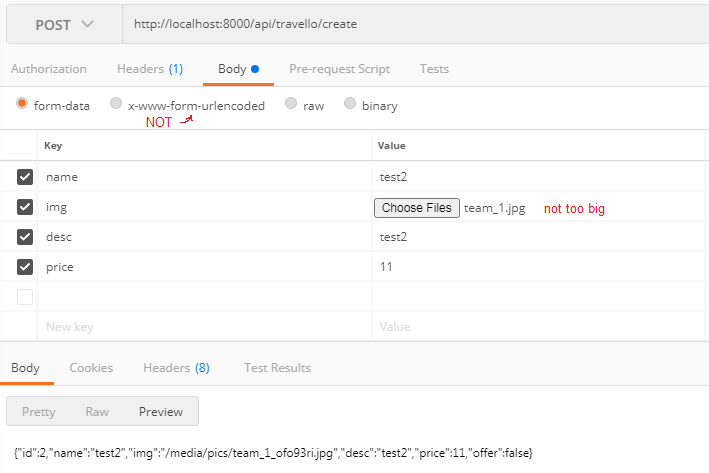 POST http://localhost:8000/api/travello/create
Authorization Headers (1) Body Pre-request Script Tests
form-data x-www-form-urlencoded raw binary
NOT
Key Value
name test2
img Choose Files team_1.jpg not too big
desc test2
price 11
New key Value
Body Cookies Headers (8) Test Results
Pretty Raw Preview
{"id":2,"name":"test2","img":"/media/pics/team_1_ofo93ri.jpg","desc":"test2","price":11,"offer":false}